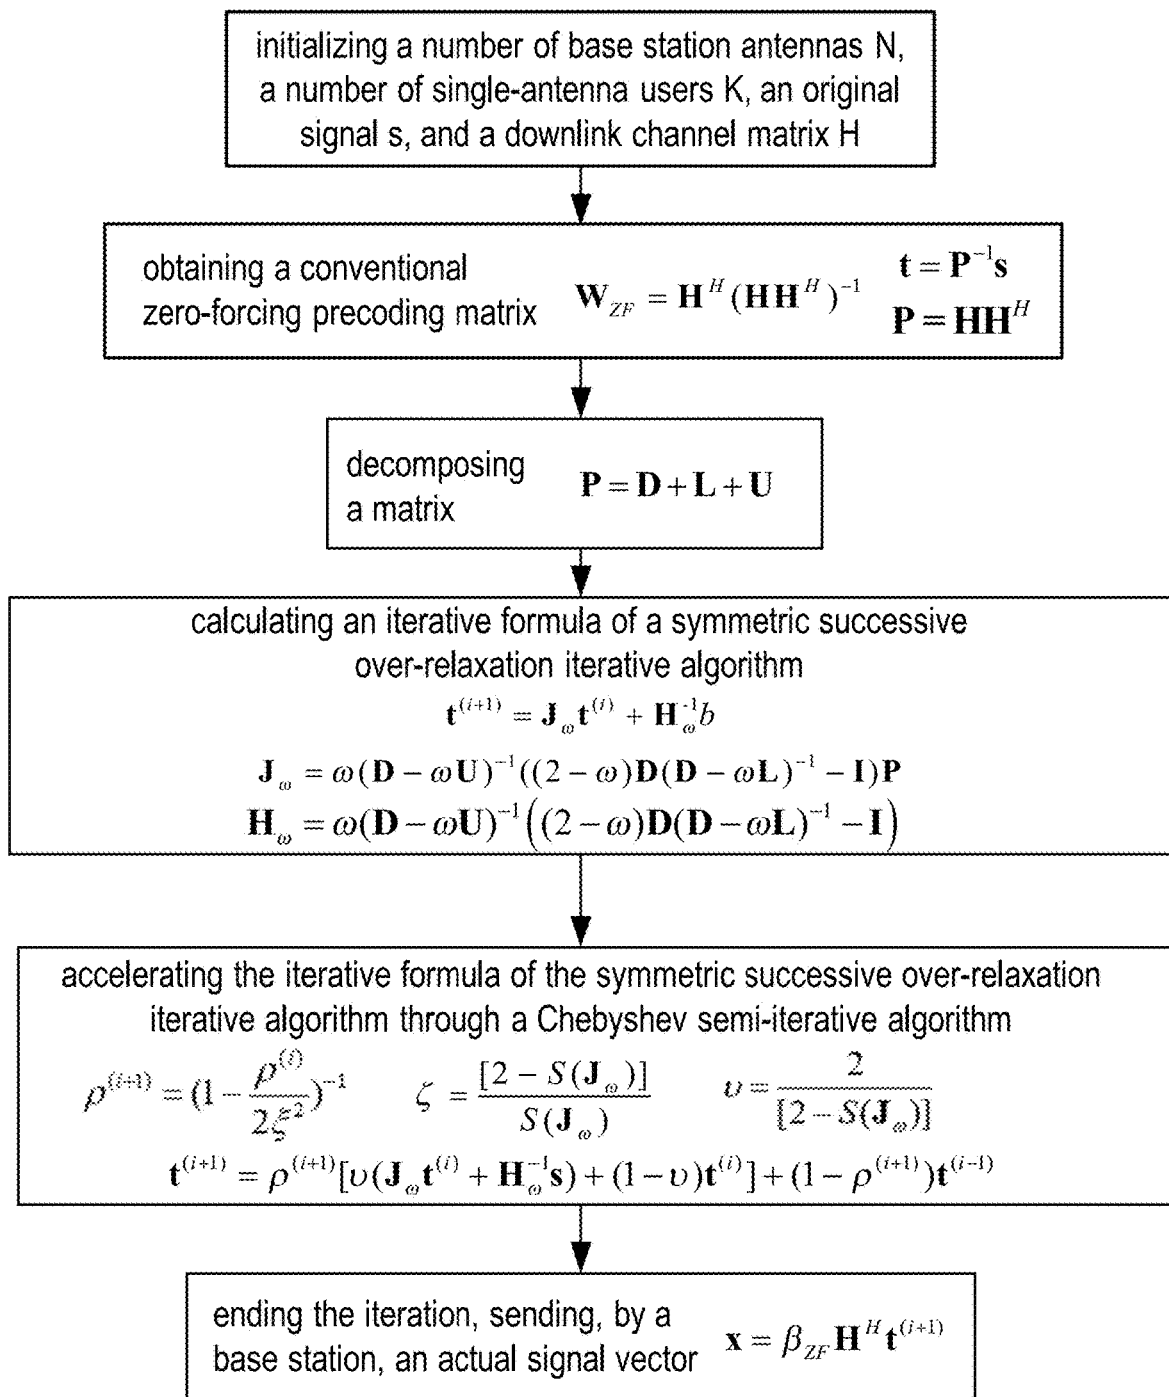 initializing a number of base station antennas N,
a number of single-antenna users K, an original
signal s, and a downlink channel matrix H
obtaining a conventional
zero-forcing precoding matrix
W_{ZF} = H^H (HH^H)^{-1}
t = P^{-1}s
P = HH^H
decomposing
a matrix
P = D + L + U
calculating an iterative formula of a symmetric successive
over-relaxation iterative algorithm
t^{(i+1)} = J_ω t^{(i)} + H_ω^{-1} b
J_ω = ω(D − ωU)^{-1}((2 − ω)D(D − ωL)^{-1} − I)P
H_ω = ω(D − ωU)^{-1}((2 − ω)D(D − ωL)^{-1} − I)
accelerating the iterative formula of the symmetric successive over-relaxation
iterative algorithm through a Chebyshev semi-iterative algorithm
ρ^{(i+1)} = (1 − ρ^{(i)} / 2ξ^2)^{-1}
ζ = [2 − S(J_ω)] / S(J_ω)
υ = 2 / [2 − S(J_ω)]
t^{(i+1)} = ρ^{(i+1)}[υ(J_ω t^{(i)} + H_ω^{-1} s) + (1 − υ)t^{(i)}] + (1 − ρ^{(i+1)})t^{(i−1)}
ending the iteration, sending, by a
base station, an actual signal vector
x = β_{ZF} H^H t^{(i+1)}